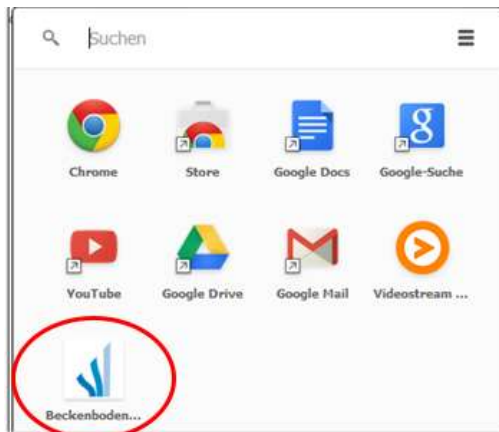 Suchen
Chrome
Store
Google Docs
Google-Suche
YouTube
Google Drive
Google Mail
Videostream ...
Beckenboden...